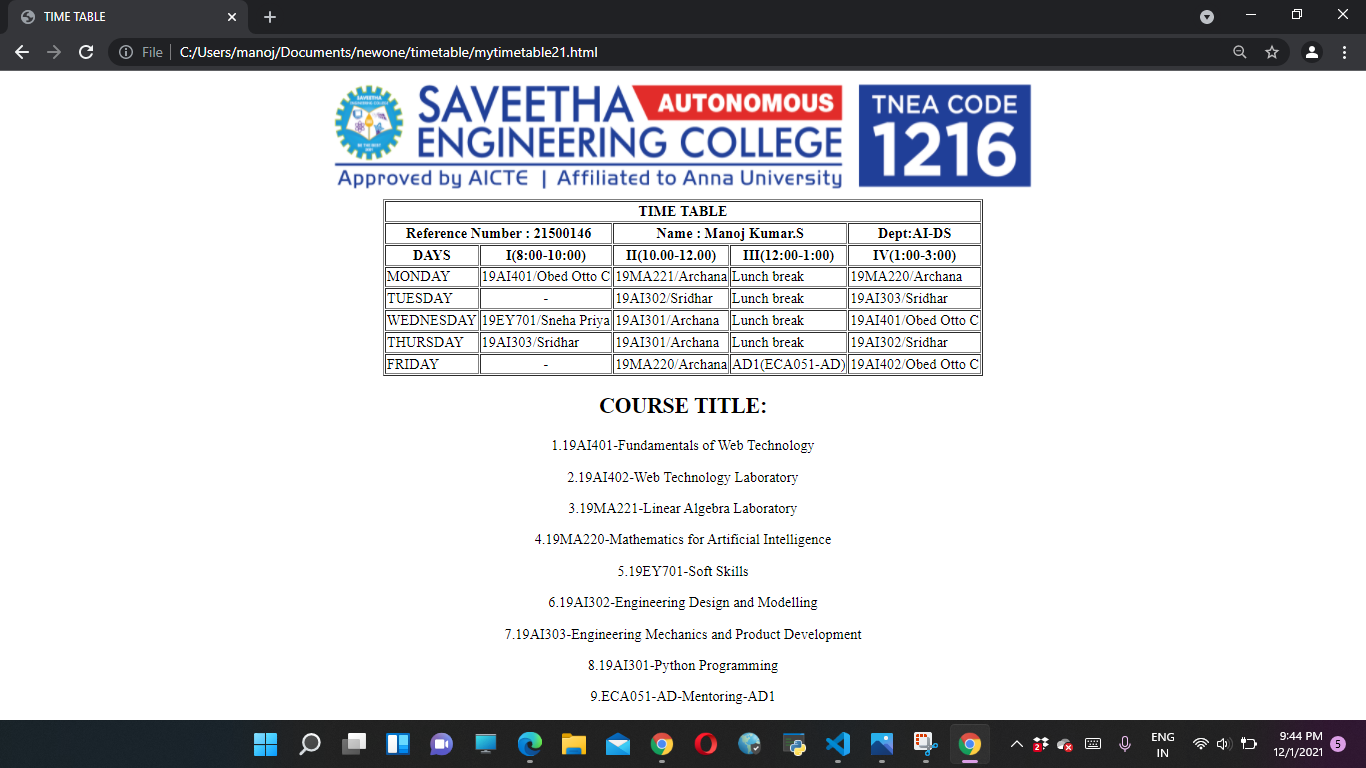 TIME TABLE
File
C:/Users/manoj/Documents/newone/timetable/mytimetable21.html
SAVEETHA AUTONOMOUS
ENGINEERING COLLEGE
Approved by AICTE | Affiliated to Anna University
TNEA CODE
1216
TIME TABLE
Reference Number : 21500146 Name : Manoj Kumar.S Dept:AI-DS
DAYS I(8:00-10:00) II(10.00-12.00) III(12:00-1:00) IV(1:00-3:00)
MONDAY 19AI401/Obed Otto C 19MA221/Archana Lunch break 19MA220/Archana
TUESDAY - 19AI302/Sridhar Lunch break 19AI303/Sridhar
WEDNESDAY 19EY701/Sneha Priya 19AI301/Archana Lunch break 19AI401/Obed Otto C
THURSDAY 19AI303/Sridhar 19AI301/Archana Lunch break 19AI302/Sridhar
FRIDAY - 19MA220/Archana AD1(ECA051-AD) 19AI402/Obed Otto C
COURSE TITLE:
1.19AI401-Fundamentals of Web Technology
2.19AI402-Web Technology Laboratory
3.19MA221-Linear Algebra Laboratory
4.19MA220-Mathematics for Artificial Intelligence
5.19EY701-Soft Skills
6.19AI302-Engineering Design and Modelling
7.19AI303-Engineering Mechanics and Product Development
8.19AI301-Python Programming
9.ECA051-AD-Mentoring-AD1
2
ENG
IN
9:44 PM
12/1/2021
5